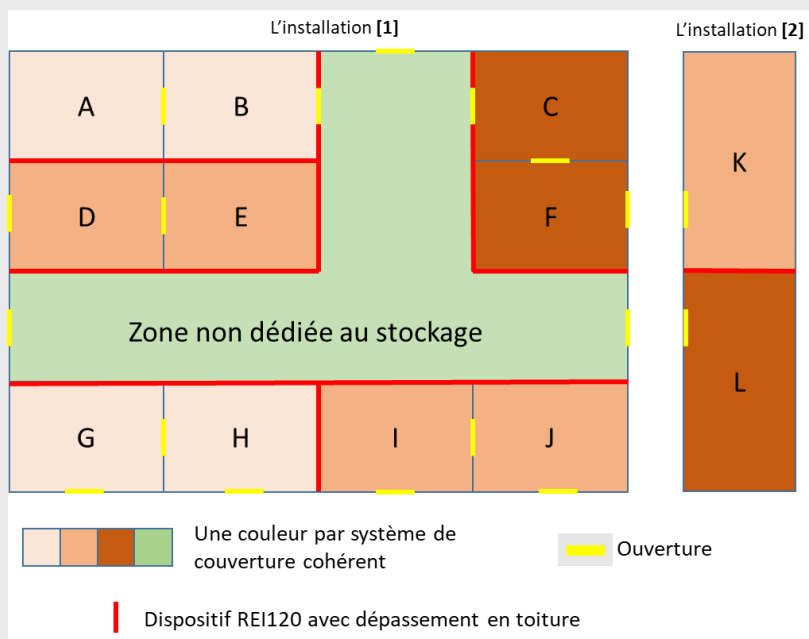 L’installation [1]
L’installation [2]
A
B
C
D
E
F
K
Zone non dédiée au stockage
L
G
H
I
J
Une couleur par système de
couverture cohérent
Ouverture
Dispositif REI120 avec dépassement en toiture